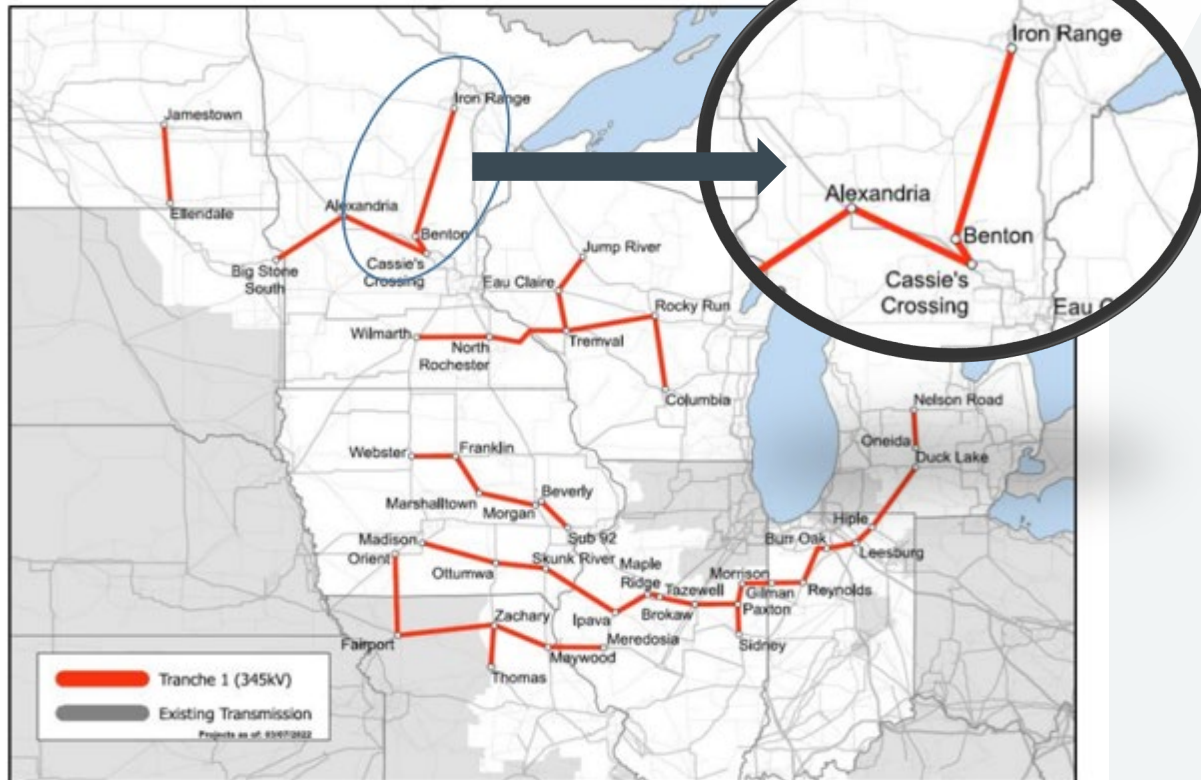 Iron Range
Jamestown
Iron Range
Ellendale
Alexandria
Alexandria
Benton
Benton
Jump River
Big Stone
South
Cassie's
Crossing
Cassie's
Crossing
Eau Claire
Eau C
Rocky Run
Wilmarth
North
Rochester
Tremval
Columbia
Nelson Road
Oneida
Duck Lake
Webster
Franklin
Marshalltown
Morgan
Beverly
Sub 92
Hiple
Burr Oak
Leesburg
Madison
Orient
Ottumwa
Skunk River
Maple
Ridge
Tazewell
Morrison
Gilman
Reynolds
Ipava
Brokaw
Paxton
Sidney
Zachary
Fairport
Maywood
Meredosia
Thomas
Tranche 1 (345kV)
Existing Transmission
Projects as of: 03/07/2022